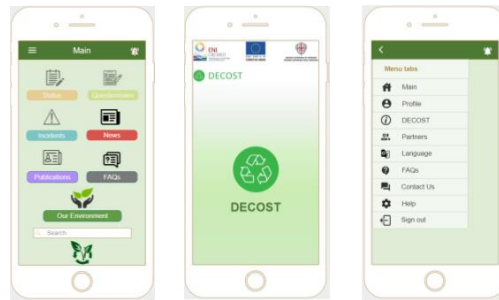 Main
Status
Questionnaire
Incidents
News
Publications
FAQs
Our Environment
Search
ENI
DECOST
DECOST
Menu tabs
Main
Profile
DECOST
Partners
Language
FAQs
Contact Us
Help
Sign out